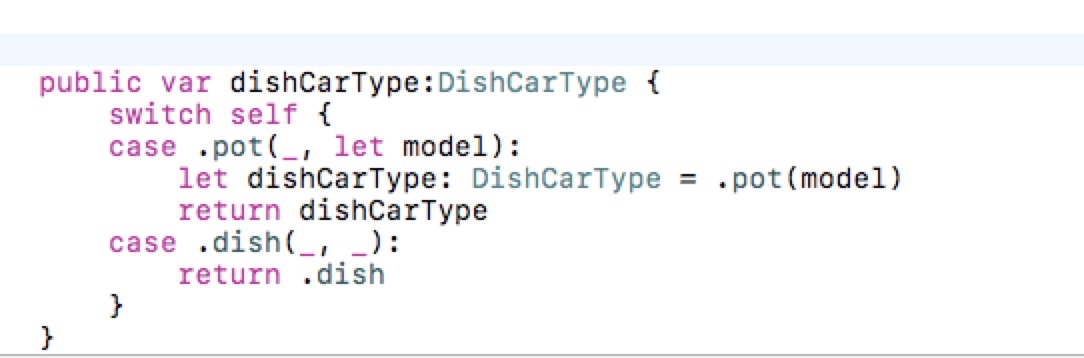 public var dishCarType:DishCarType {
    switch self {
    case .pot(_, let model):
        let dishCarType: DishCarType = .pot(model)
        return dishCarType
    case .dish(_, _):
        return .dish
    }
}